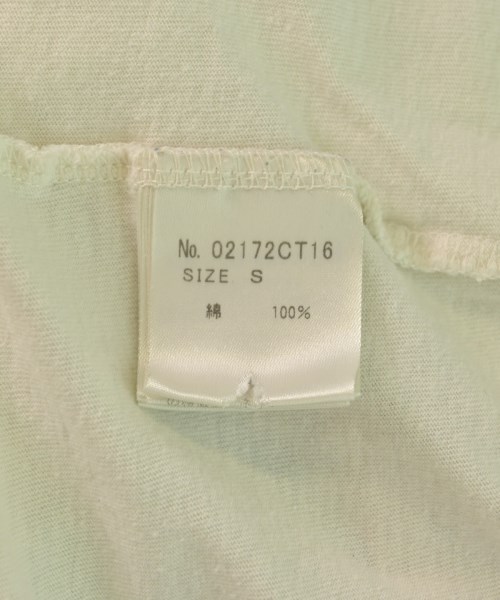 No. 02172CT16
SIZE S
綿 100%